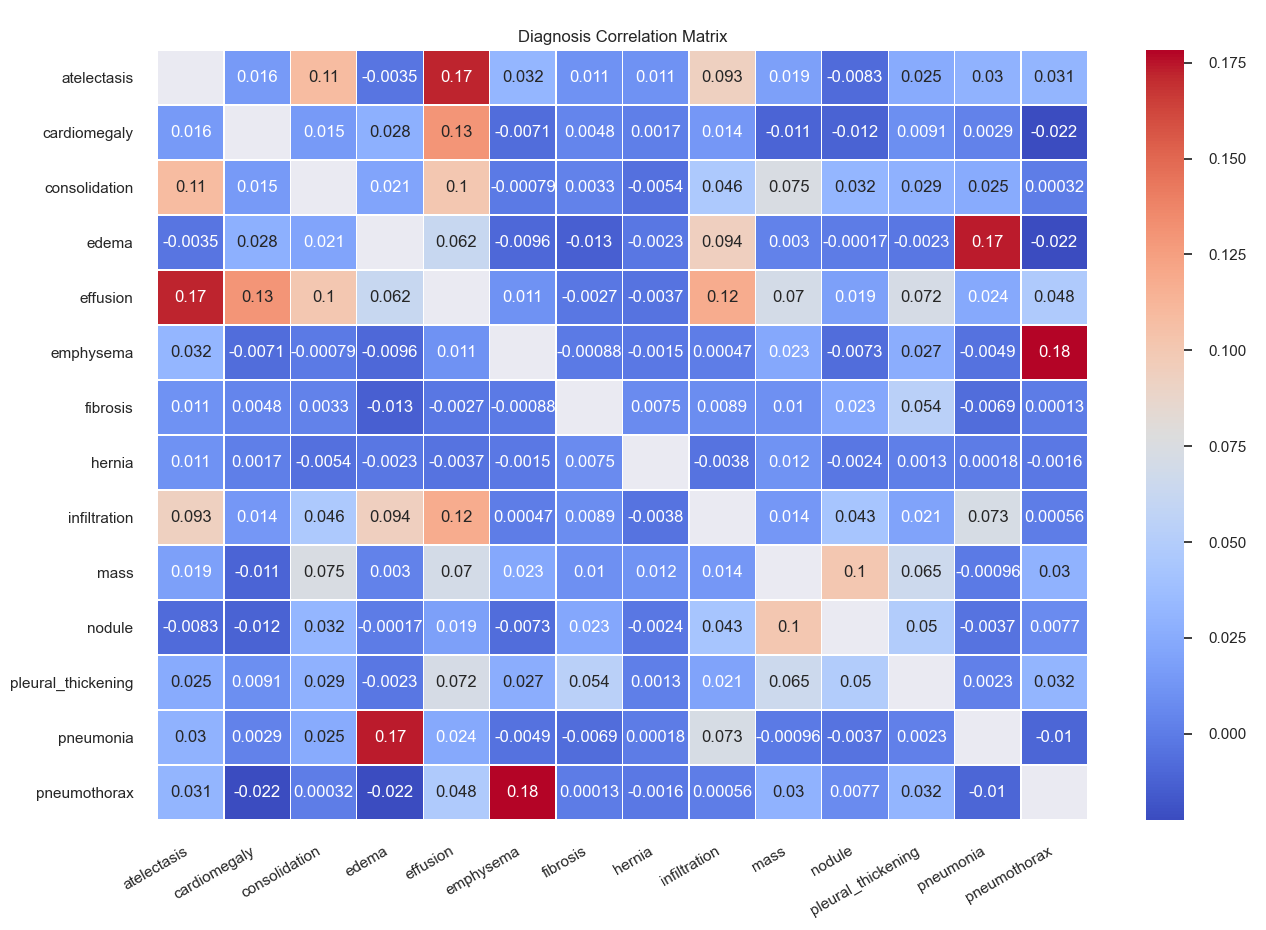 Diagnosis Correlation Matrix
atelectasis 0.016 0.11 -0.0035 0.17 0.032 0.011 0.011 0.093 0.019 -0.0083 0.025 0.03 0.031
cardiomegaly 0.016 0.015 0.028 0.13 -0.0071 0.0048 0.0017 0.014 -0.011 -0.012 0.0091 0.0029 -0.022
consolidation 0.11 0.015 0.021 0.1 -0.00079 0.0033 -0.0054 0.046 0.075 0.032 0.029 0.025 0.00032
edema -0.0035 0.028 0.021 0.062 -0.0096 -0.013 -0.0023 0.094 0.003 -0.00017 -0.0023 0.17 -0.022
effusion 0.17 0.13 0.1 0.062 0.011 -0.0027 -0.0037 0.12 0.07 0.019 0.072 0.024 0.048
emphysema 0.032 -0.0071 -0.00079 -0.0096 0.011 -0.00088 -0.0015 0.00047 0.023 -0.0073 0.027 -0.0049 0.18
fibrosis 0.011 0.0048 0.0033 -0.013 -0.0027 -0.00088 0.0075 0.0089 0.01 0.023 0.054 -0.0069 0.00013
hernia 0.011 0.0017 -0.0054 -0.0023 -0.0037 -0.0015 0.0075 -0.0038 0.012 -0.0024 0.0013 0.00018 -0.0016
infiltration 0.093 0.014 0.046 0.094 0.12 0.00047 0.0089 -0.0038 0.014 0.043 0.021 0.073 0.00056
mass 0.019 -0.011 0.075 0.003 0.07 0.023 0.01 0.012 0.014 0.1 0.065 -0.00096 0.03
nodule -0.0083 -0.012 0.032 -0.00017 0.019 -0.0073 0.023 -0.0024 0.043 0.1 0.05 -0.0037 0.0077
pleural_thickening 0.025 0.0091 0.029 -0.0023 0.072 0.027 0.054 0.0013 0.021 0.065 0.05 0.0023 0.032
pneumonia 0.03 0.0029 0.025 0.17 0.024 -0.0049 -0.0069 0.00018 0.073 -0.00096 -0.0037 0.0023 -0.01
pneumothorax 0.031 -0.022 0.00032 -0.022 0.048 0.18 0.00013 -0.0016 0.00056 0.03 0.0077 0.032 -0.01
atelectasis cardiomegaly consolidation edema effusion emphysema fibrosis hernia infiltration mass nodule pleural_thickening pneumonia pneumothorax
0.175
0.150
0.125
0.100
0.075
0.050
0.025
0.000